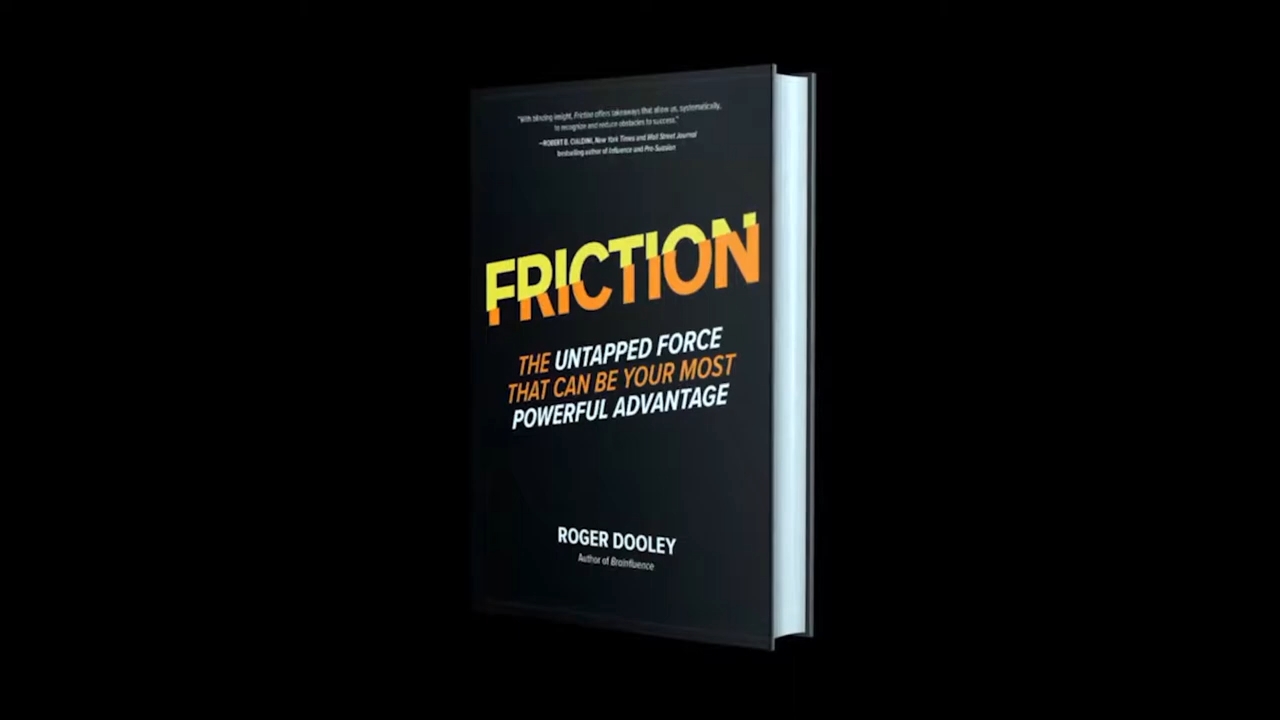 "With blinding insight, Friction offers takeaways that allow us, systematically,
to recognize and reduce obstacles to success."
—ROBERT B. CIALDINI, New York Times and Wall Street Journal
bestselling author of Influence and Pre-Suasion
FRICTION
THE UNTAPPED FORCE
THAT CAN BE YOUR MOST
POWERFUL ADVANTAGE
ROGER DOOLEY
Author of Brainfluence